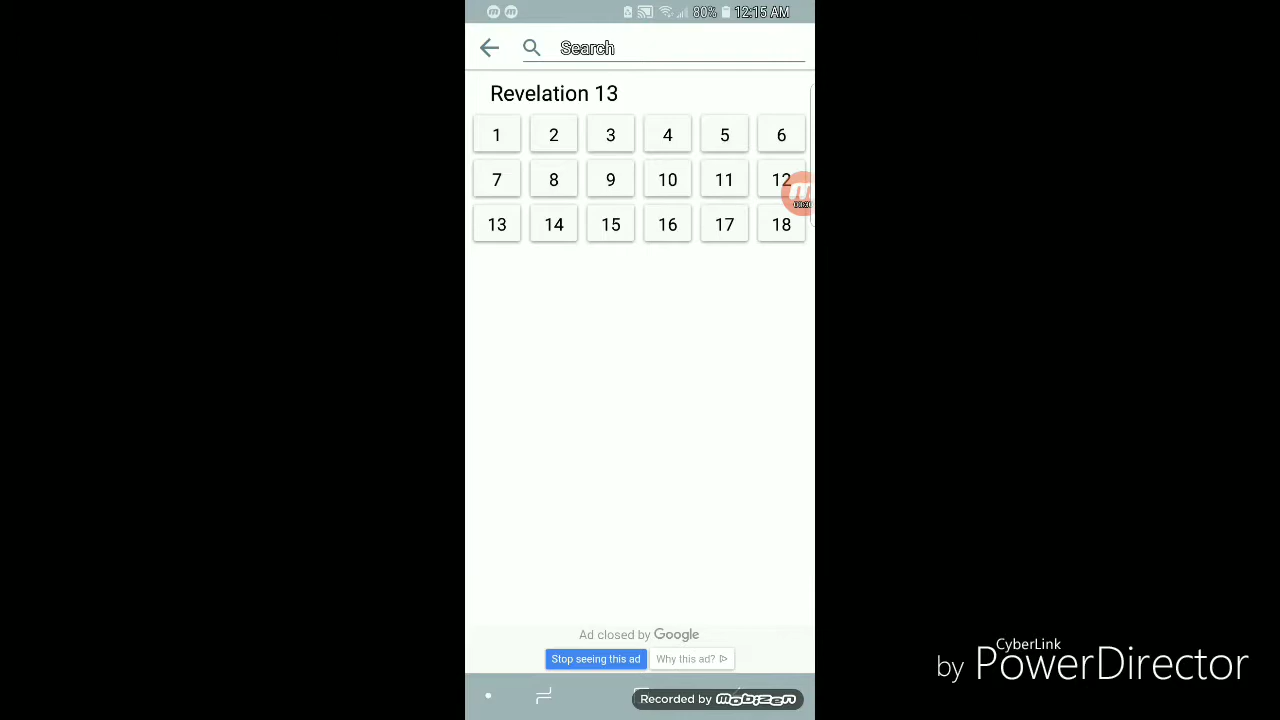 80% 12:15 AM
Search
Revelation 13
1 2 3 4 5 6
7 8 9 10 11 12
13 14 15 16 17 18
Ad closed by Google
Stop seeing this ad Why this ad?
Recorded by mobizen
CyberLink
by PowerDirector